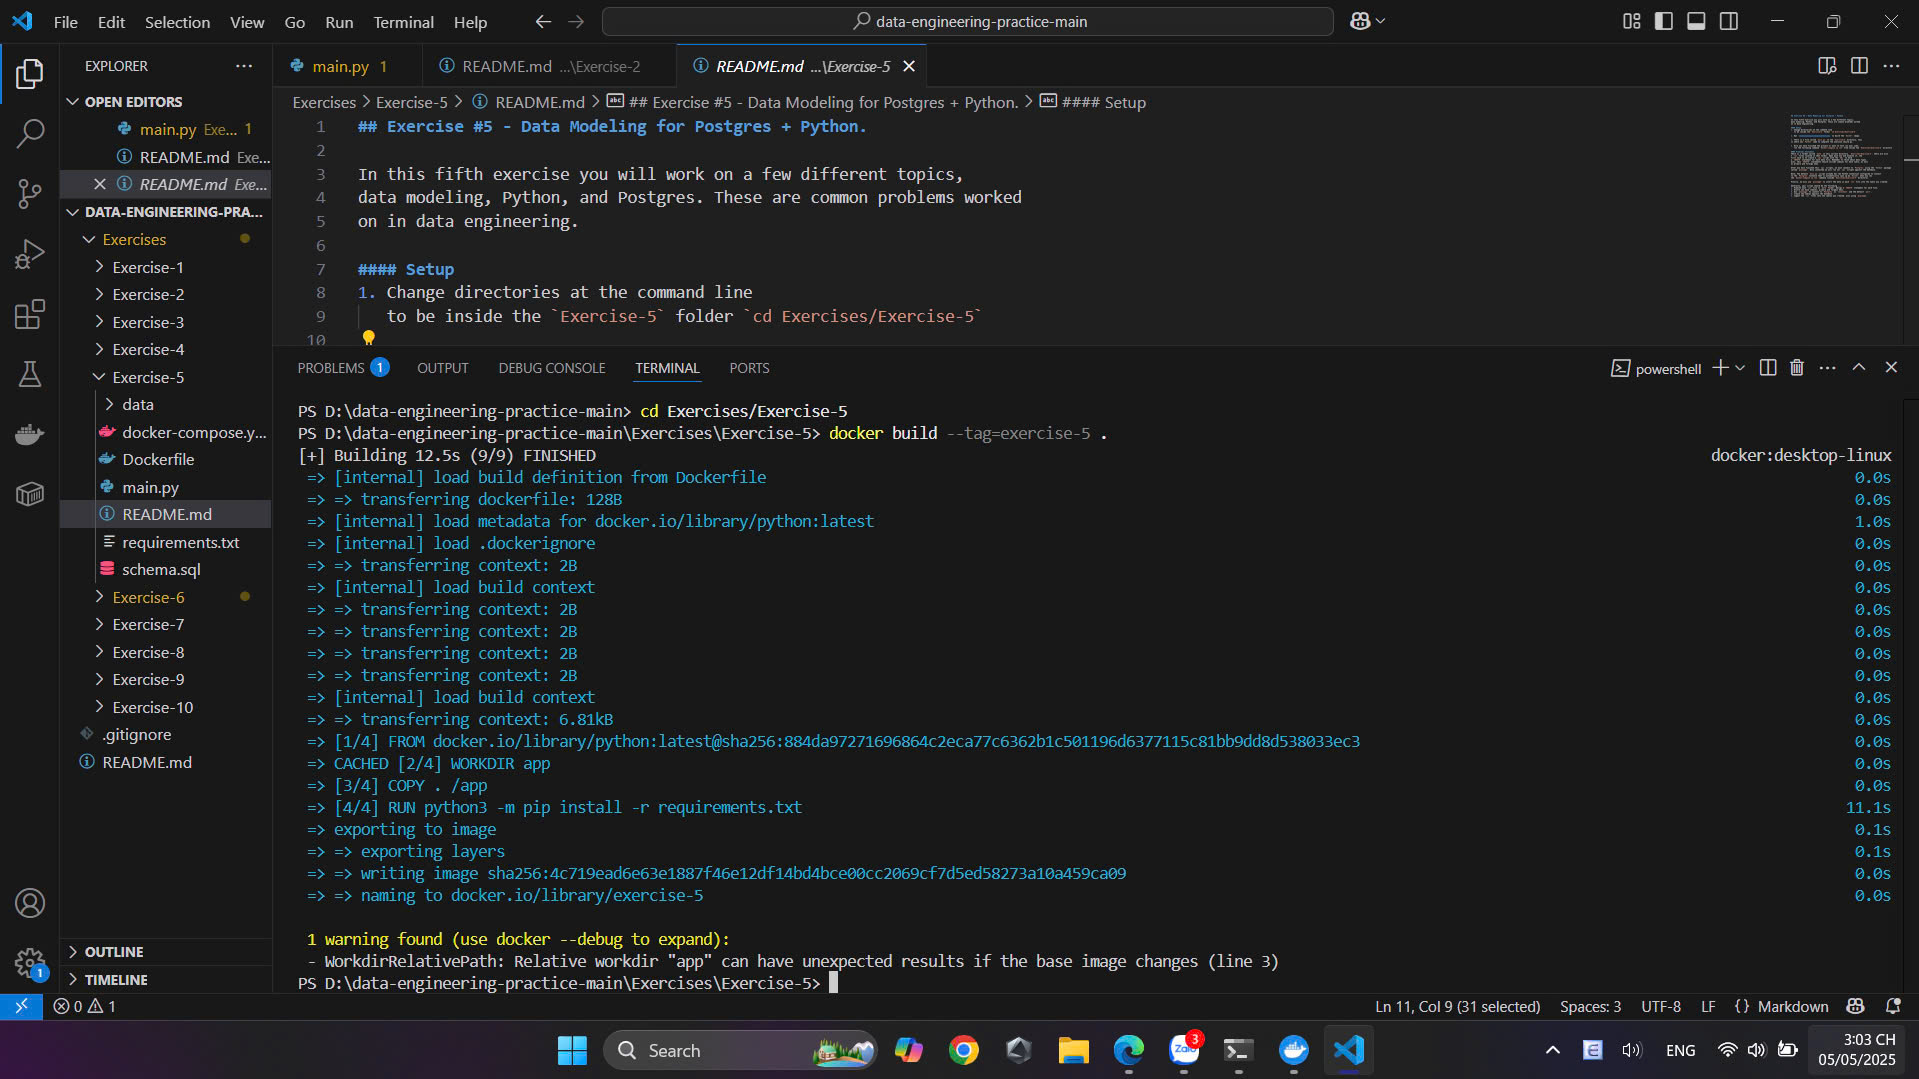 File Edit Selection View Go Run Terminal Help
data-engineering-practice-main
EXPLORER
OPEN EDITORS
main.py Exe... 1
README.md Exe...
README.md Exe...
DATA-ENGINEERING-PRA...
Exercises
Exercise-1
Exercise-2
Exercise-3
Exercise-4
Exercise-5
data
docker-compose.y...
Dockerfile
main.py
README.md
requirements.txt
schema.sql
Exercise-6
Exercise-7
Exercise-8
Exercise-9
Exercise-10
.gitignore
README.md
OUTLINE
TIMELINE
main.py 1
README.md ...\Exercise-2
README.md ...\Exercise-5
Exercises > Exercise-5 > README.md > ## Exercise #5 - Data Modeling for Postgres + Python. > #### Setup
1 ## Exercise #5 - Data Modeling for Postgres + Python.
2
3 In this fifth exercise you will work on a few different topics,
4 data modeling, Python, and Postgres. These are common problems worked
5 on in data engineering.
6
7 #### Setup
8 1. Change directories at the command line
9 to be inside the `Exercise-5` folder `cd Exercises/Exercise-5`
10
PROBLEMS 1 OUTPUT DEBUG CONSOLE TERMINAL PORTS
powershell
PS D:\data-engineering-practice-main> cd Exercises/Exercise-5
PS D:\data-engineering-practice-main\Exercises\Exercise-5> docker build --tag=exercise-5 .
[+] Building 12.5s (9/9) FINISHED docker:desktop-linux
=> [internal] load build definition from Dockerfile 0.0s
=> => transferring dockerfile: 128B 0.0s
=> [internal] load metadata for docker.io/library/python:latest 1.0s
=> [internal] load .dockerignore 0.0s
=> => transferring context: 2B 0.0s
=> [internal] load build context 0.0s
=> => transferring context: 2B 0.0s
=> => transferring context: 2B 0.0s
=> => transferring context: 2B 0.0s
=> => transferring context: 2B 0.0s
=> [internal] load build context 0.0s
=> => transferring context: 6.81kB 0.0s
=> [1/4] FROM docker.io/library/python:latest@sha256:884da97271696864c2eca77c6362b1c501196d6377115c81bb9dd8d538033ec3 0.0s
=> CACHED [2/4] WORKDIR app 0.0s
=> [3/4] COPY . /app 0.0s
=> [4/4] RUN python3 -m pip install -r requirements.txt 11.1s
=> exporting to image 0.1s
=> => exporting layers 0.1s
=> => writing image sha256:4c719ead6e63e1887f46e12df14bd4bce00cc2069cf7d5ed58273a10a459ca09 0.0s
=> => naming to docker.io/library/exercise-5 0.0s
1 warning found (use docker --debug to expand):
- WorkdirRelativePath: Relative workdir "app" can have unexpected results if the base image changes (line 3)
PS D:\data-engineering-practice-main\Exercises\Exercise-5>
1
0 1
Ln 11, Col 9 (31 selected) Spaces: 3 UTF-8 LF {} Markdown
Search
Zalo 3
ENG
3:03 CH
05/05/2025